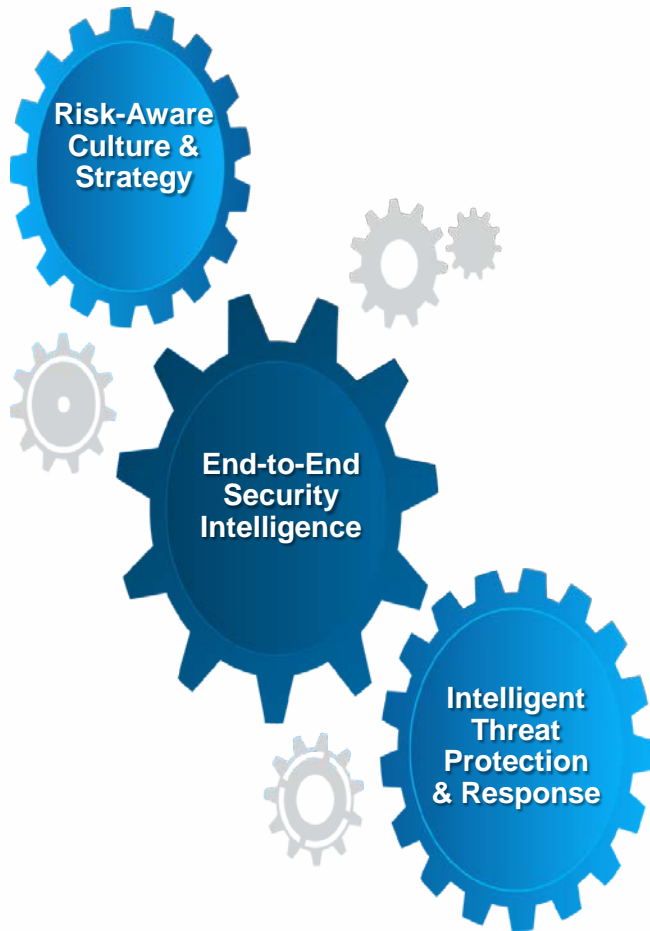 Risk-Aware
Culture &
Strategy
End-to-End
Security
Intelligence
Intelligent
Threat
Protection
& Response